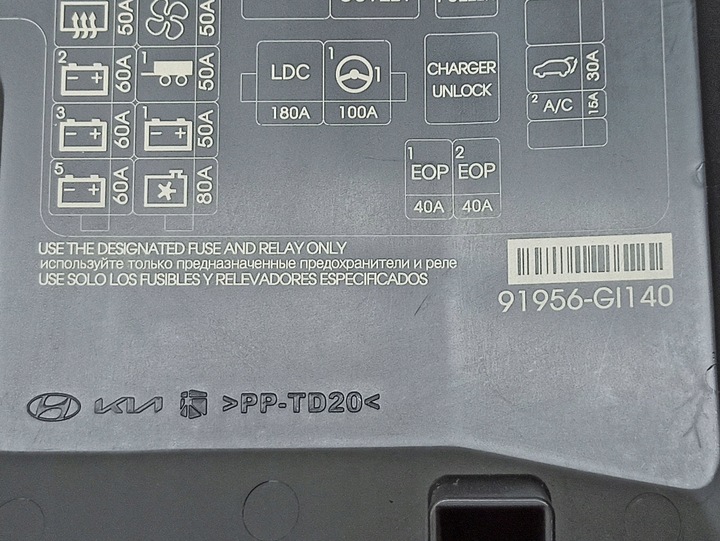 50A 50A
2 60A 1 50A
LDC 180A 1 1 100A
CHARGER
UNLOCK
30A
2 A/C 15A
3 60A 1 50A
5 60A 80A
1 EOP 40A 2 EOP 40A
USE THE DESIGNATED FUSE AND RELAY ONLY
используйте только предназначенные предохранители и реле
USE SOLO LOS FUSIBLES Y RELEVADORES ESPECIFICADOS
91956-GI140
KIA >PP-TD20<